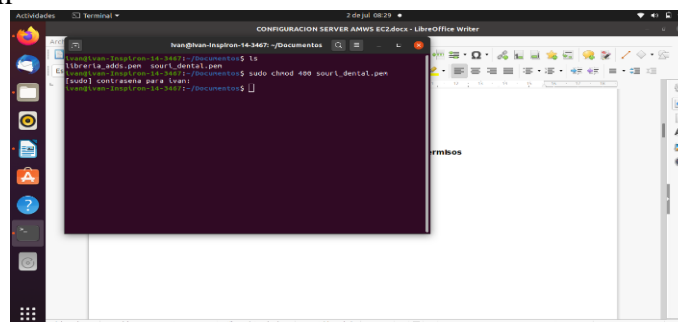 Actividades
Terminal
2 de jul 08:29
CONFIGURACION SERVER AMWS EC2.docx - LibreOffice Writer
ivan@ivan-Inspiron-14-3467: ~/Documentos
ivan@ivan-Inspiron-14-3467:~/Documentos$ ls
libreria_adds.pem souri_dental.pem
ivan@ivan-Inspiron-14-3467:~/Documentos$ sudo chmod 400 souri_dental.pem
[sudo] contraseña para ivan:
ivan@ivan-Inspiron-14-3467:~/Documentos$
ermisos